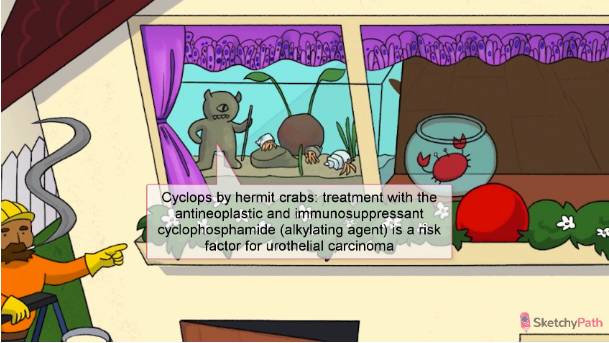 Cyclops by hermit crabs: treatment with the
antineoplastic and immunosuppressant
cyclophosphamide (alkylating agent) is a risk
factor for urothelial carcinoma
SketchyPath